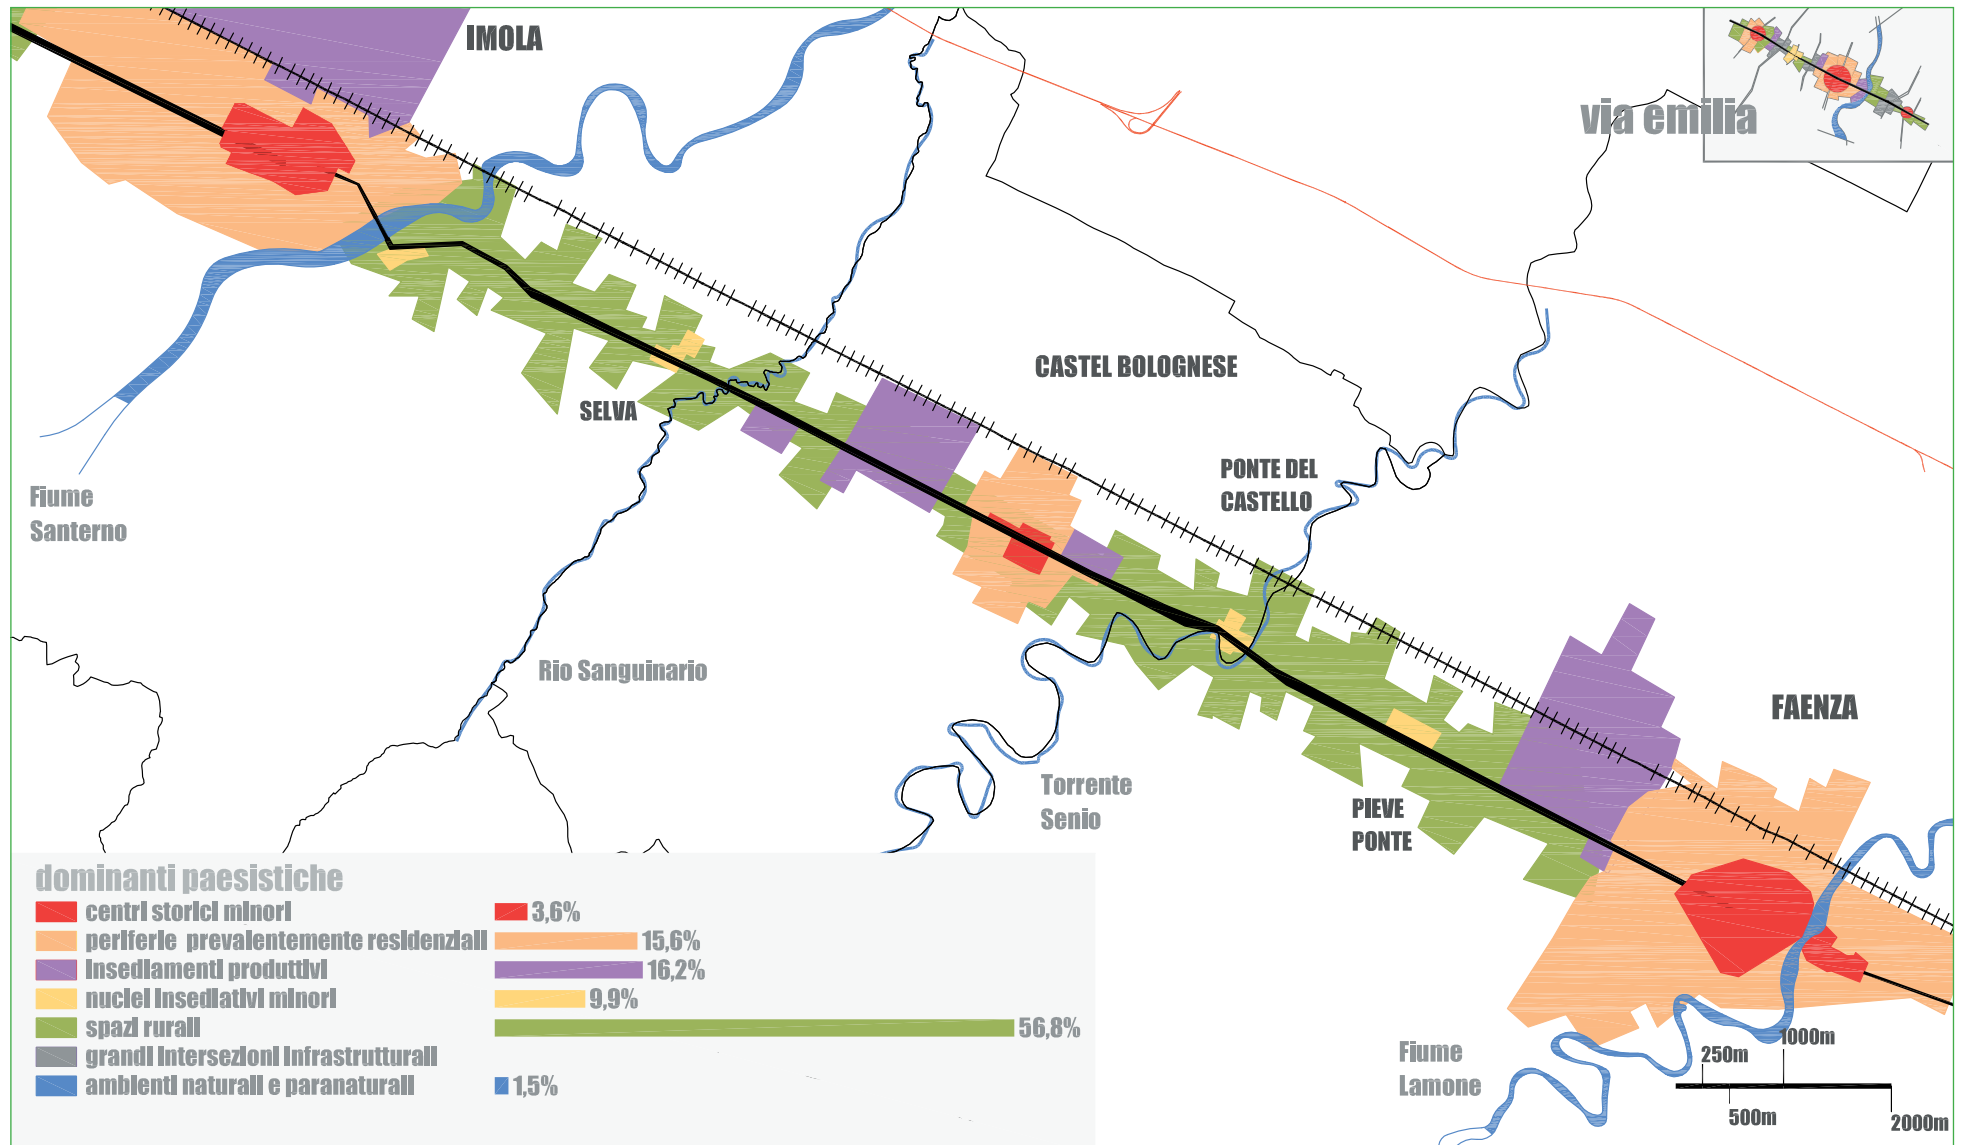 IMOLA
via emilia
CASTEL BOLOGNESE
SELVA
PONTE DEL
CASTELLO
Fiume
Santerno
Rio Sanguinario
FAENZA
Torrente
Senio
PIEVE
PONTE
dominanti paesistiche
centri storici minori 3,6%
periferie prevalentemente residenziali 15,6%
insediamenti produttivi 16,2%
nuclei insediativi minori 9,9%
spazi rurali 56,8%
grandi intersezioni infrastrutturali
ambienti naturali e paranaturali 1,5%
Fiume
Lamone
250m
1000m
500m
2000m